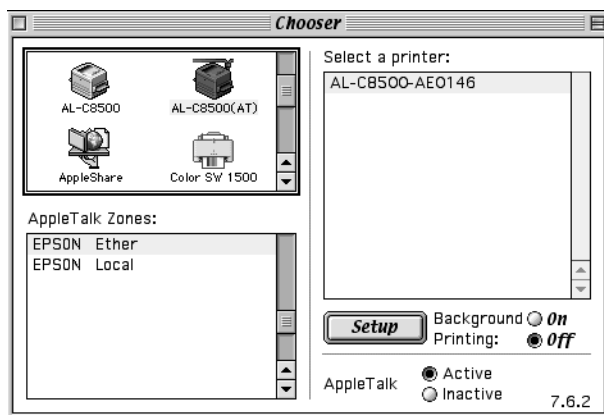 Chooser
AL-C8500
AL-C8500(AT)
AppleShare
Color SW 1500
AppleTalk Zones:
EPSON Ether
EPSON Local
Select a printer:
AL-C8500-AE0146
Setup
Background
Printing:
On
Off
AppleTalk
Active
Inactive
7.6.2